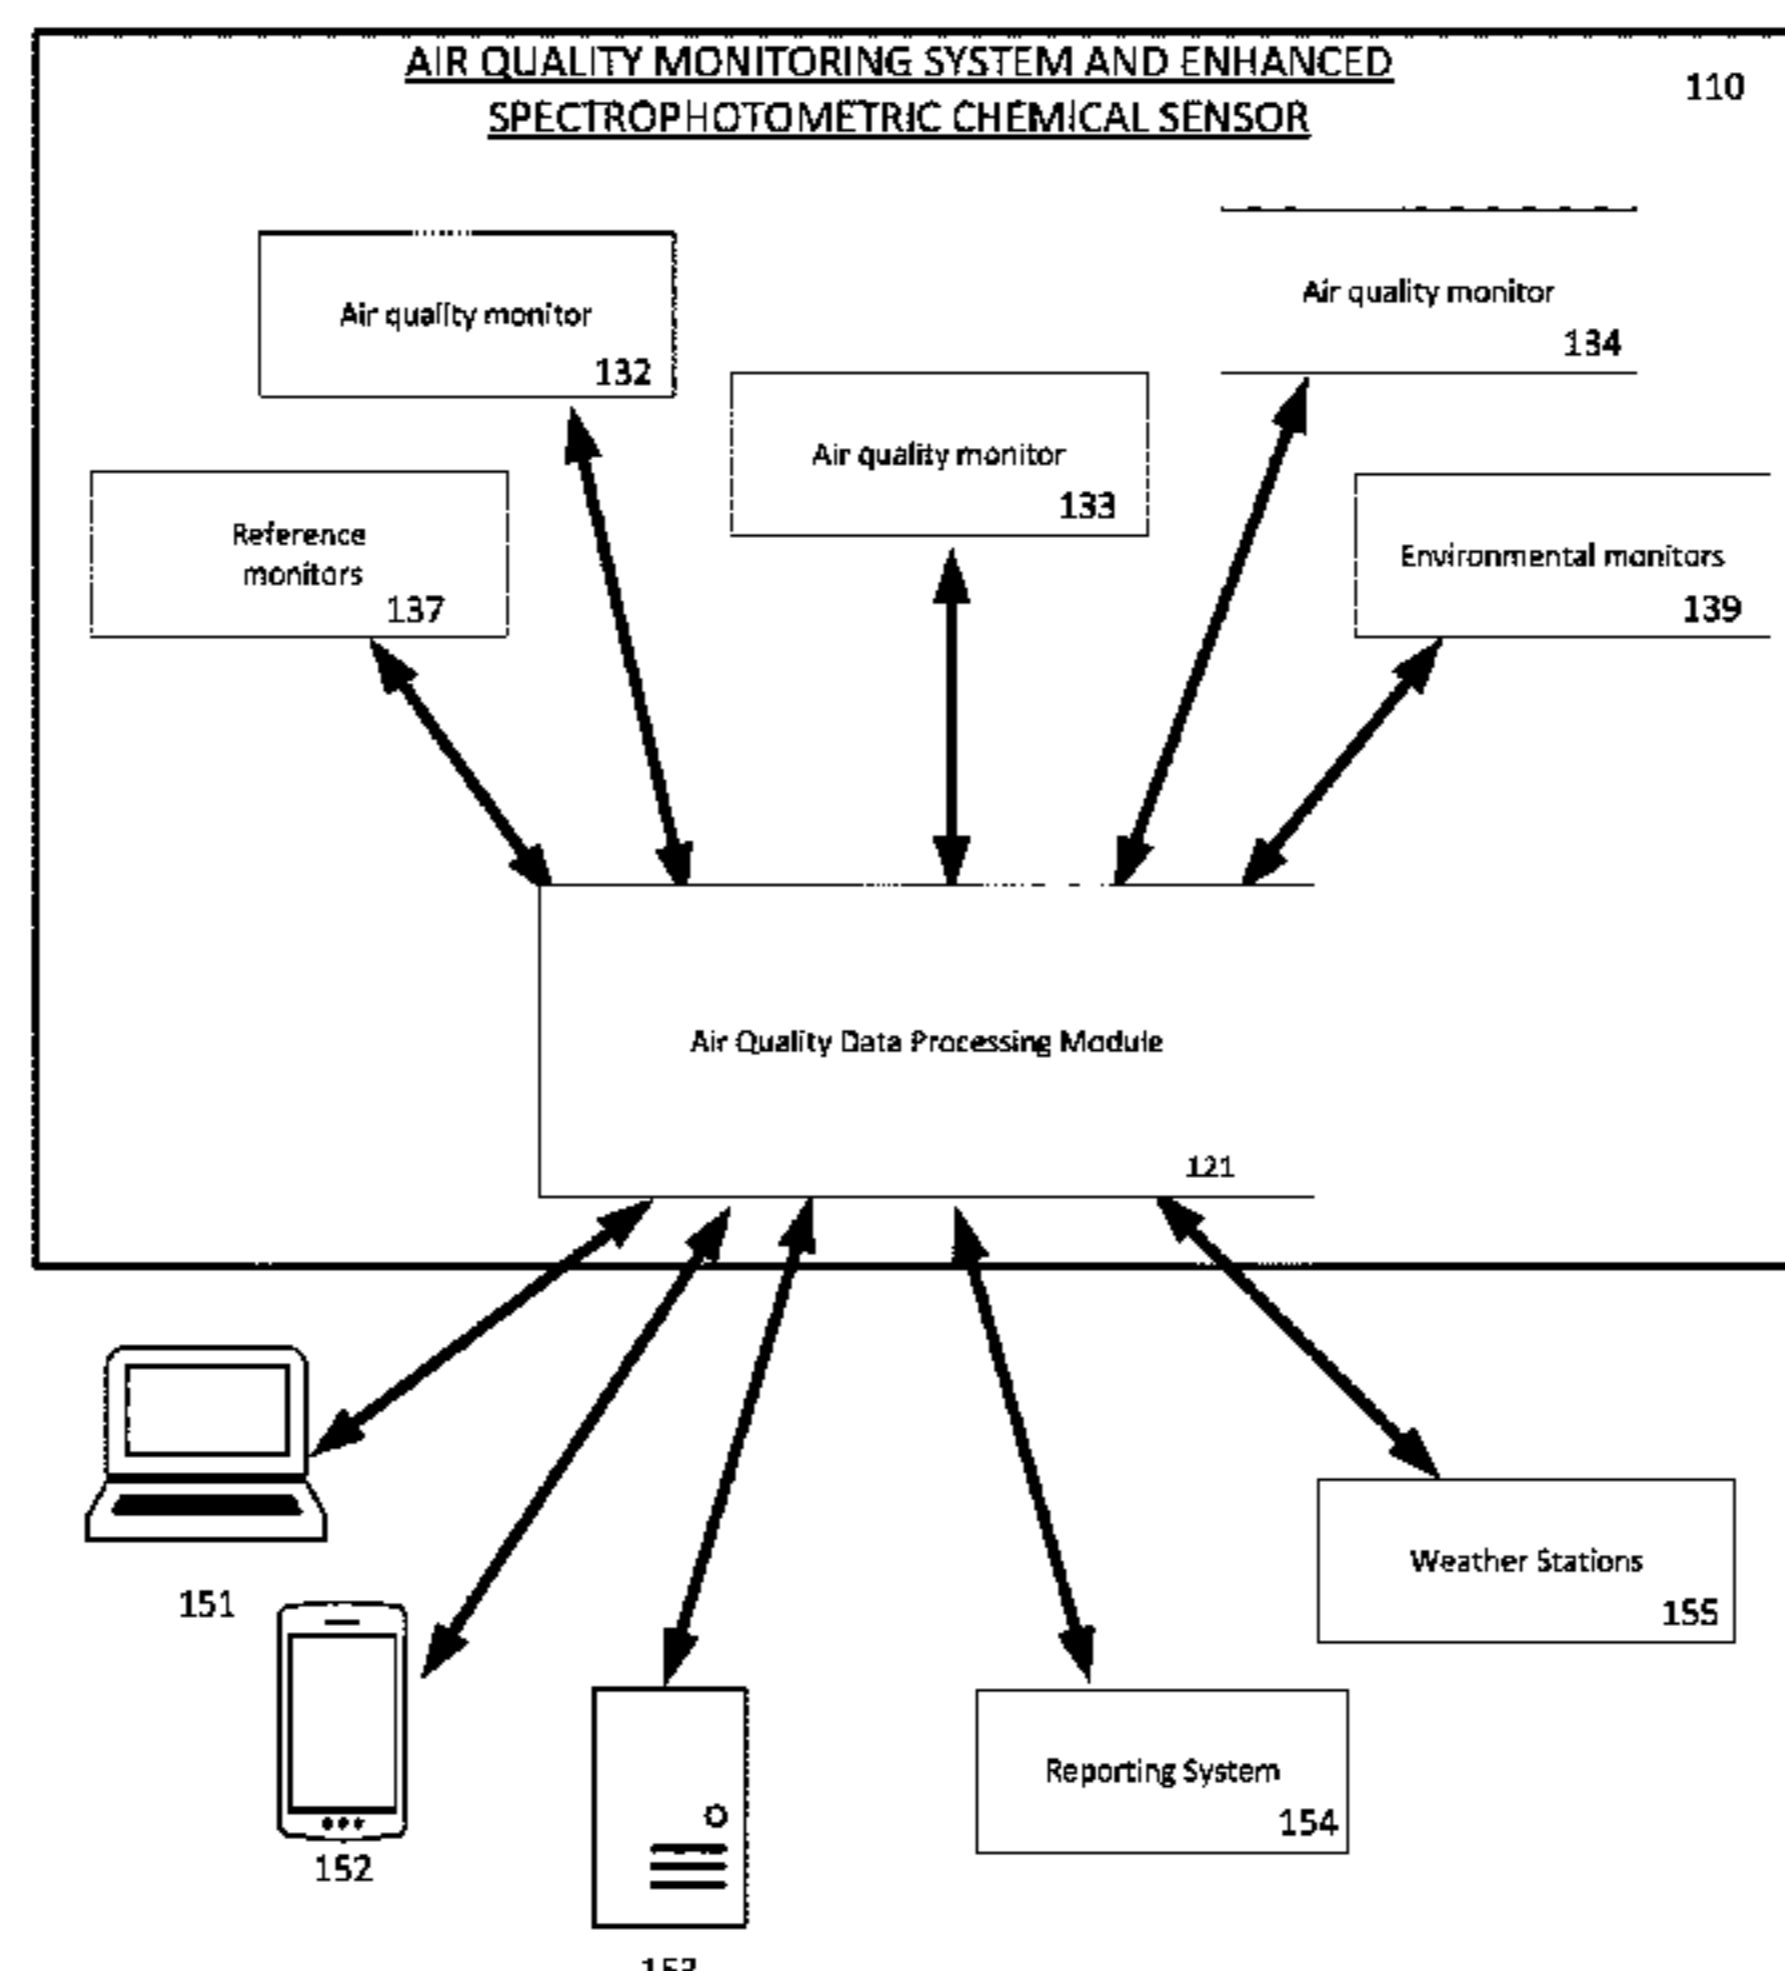 AIR QUALITY MONITORING SYSTEM AND ENHANCED
SPECTROPHOTOMETRIC CHEMICAL SENSOR
110
Air quality monitor
132
Air quality monitor
133
Air quality monitor
134
Reference
monitors
137
Environmental monitors
139
Air Quality Data Processing Module
121
151
152
153
Reporting System
154
Weather Stations
155